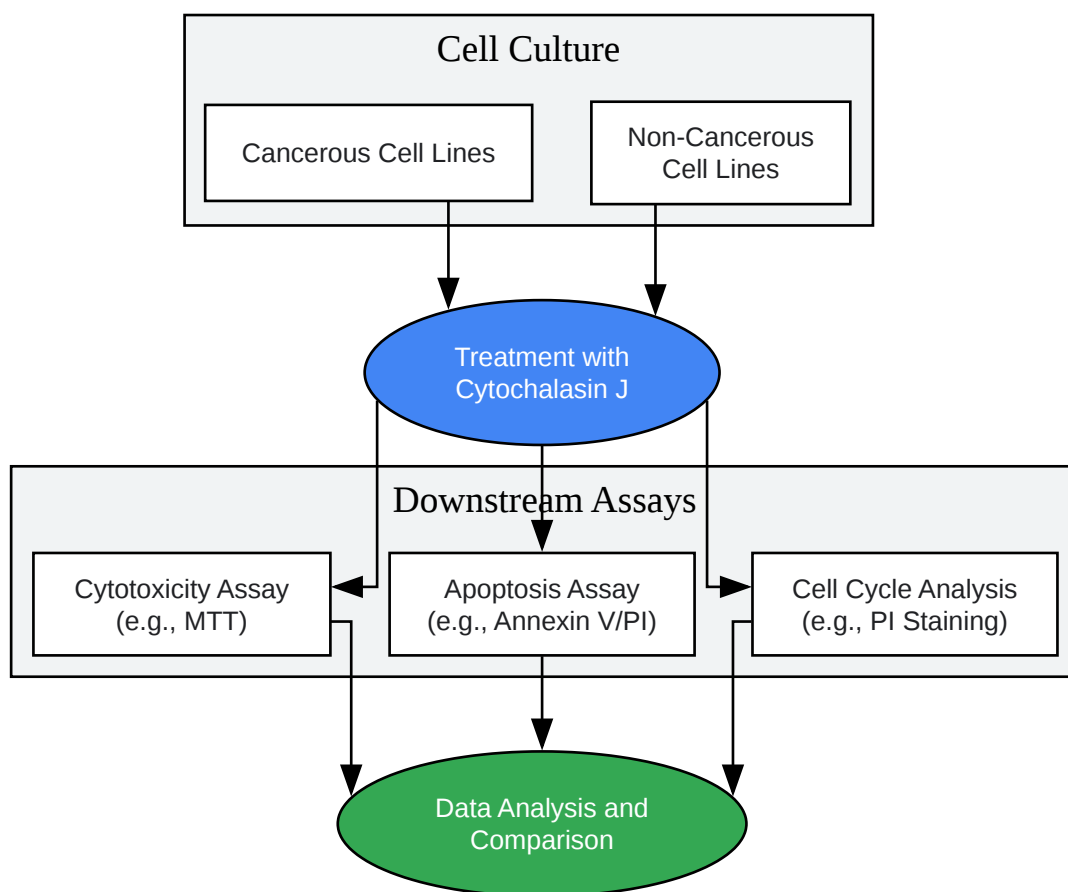 Cell Culture
Cancerous Cell Lines
Non-Cancerous
Cell Lines
Treatment with
Cytochalasin J
Downstream Assays
Cytotoxicity Assay
(e.g., MTT)
Apoptosis Assay
(e.g., Annexin V/PI)
Cell Cycle Analysis
(e.g., PI Staining)
Data Analysis and
Comparison